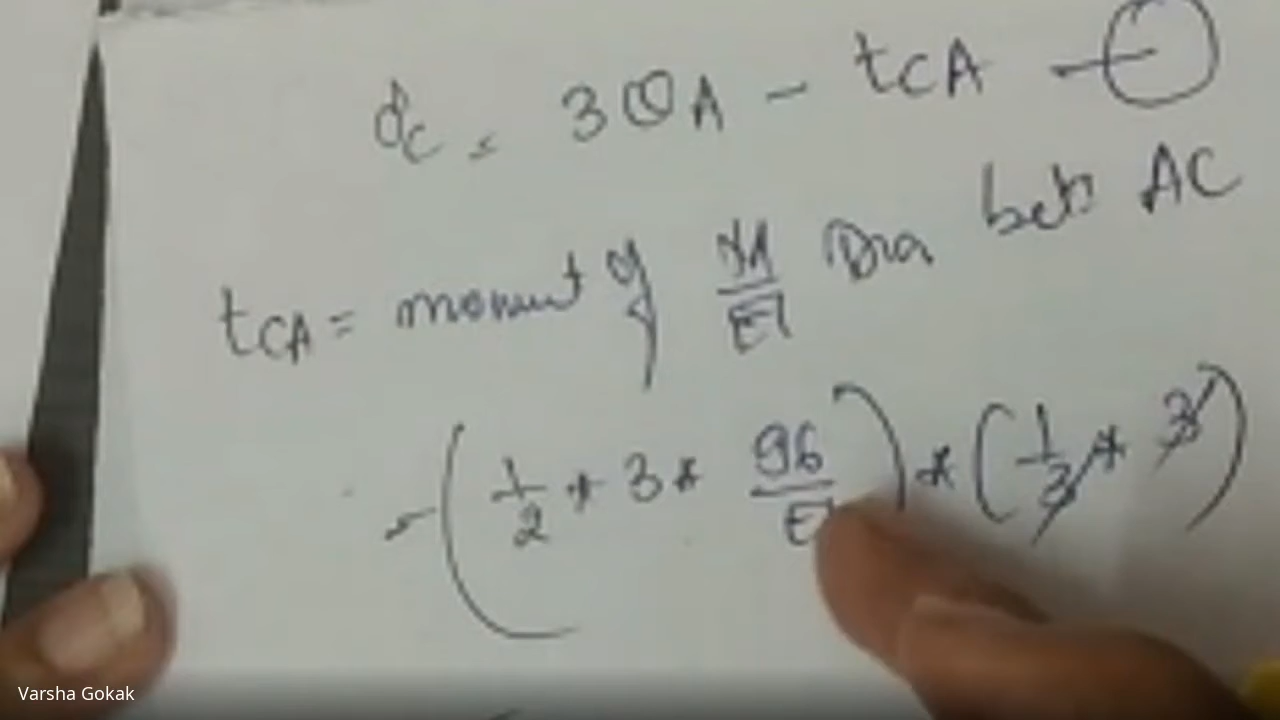 δc = 3θA - tCA —
tCA = moment of M/EI Dia betn AC
= (1/2 * 3 * 96/E) * (1/3 * 3)
Varsha Gokak